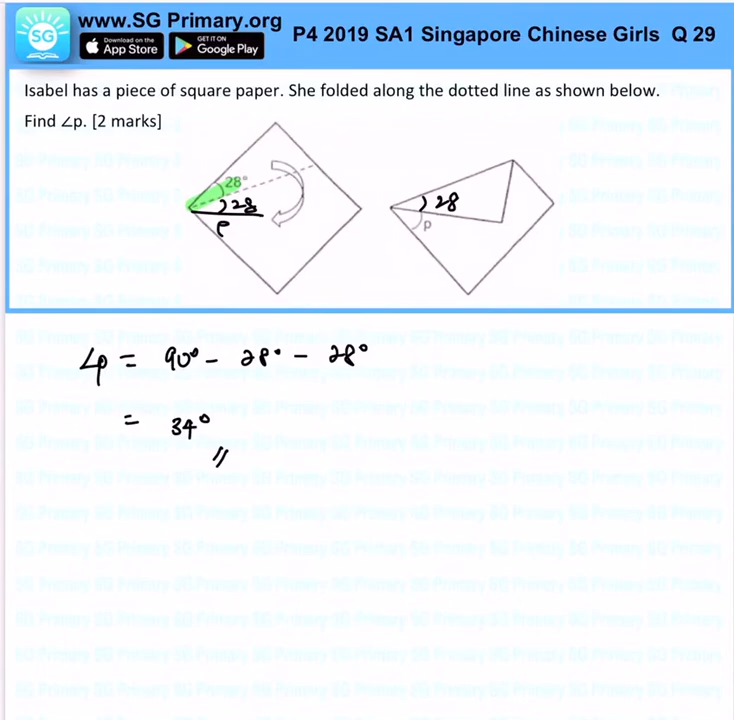 www.SG Primary.org
Download on the App Store
GET IT ON Google Play
P4 2019 SA1 Singapore Chinese Girls Q 29
SG
Isabel has a piece of square paper. She folded along the dotted line as shown below.
Find ∠p. [2 marks]
28°
28
p
28
p
∠p = 90° - 28° - 28°
= 34°